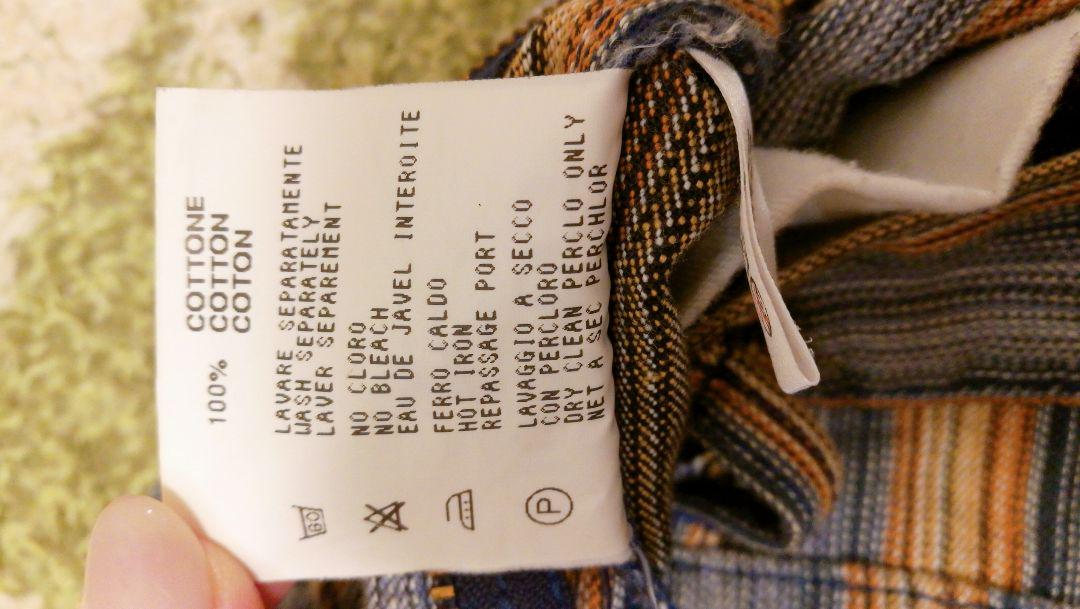 100%
COTTONE
COTTON
COTON
LAVARE SEPARATAMENTE
WASH SEPARATELY
LAVER SEPAREMENT
NO CLORO
NO BLEACH
EAU DE JAVEL INTEROITE
FERRO CALDO
HOT IRON
REPASSAGE PORT
LAVAGGIO A SECCO
CON PERCLORO
DRY CLEAN PERCLO ONLY
NET A SEC PERCHLOR
60
P